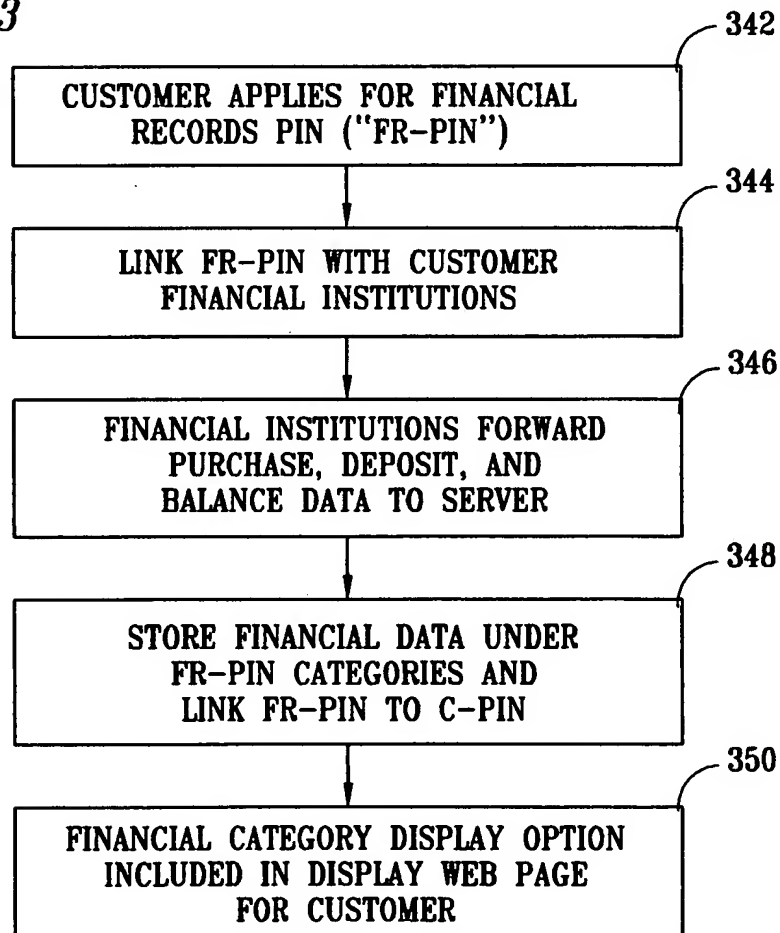 3
342
CUSTOMER APPLIES FOR FINANCIAL
RECORDS PIN ("FR-PIN")
344
LINK FR-PIN WITH CUSTOMER
FINANCIAL INSTITUTIONS
346
FINANCIAL INSTITUTIONS FORWARD
PURCHASE, DEPOSIT, AND
BALANCE DATA TO SERVER
348
STORE FINANCIAL DATA UNDER
FR-PIN CATEGORIES AND
LINK FR-PIN TO C-PIN
350
FINANCIAL CATEGORY DISPLAY OPTION
INCLUDED IN DISPLAY WEB PAGE
FOR CUSTOMER